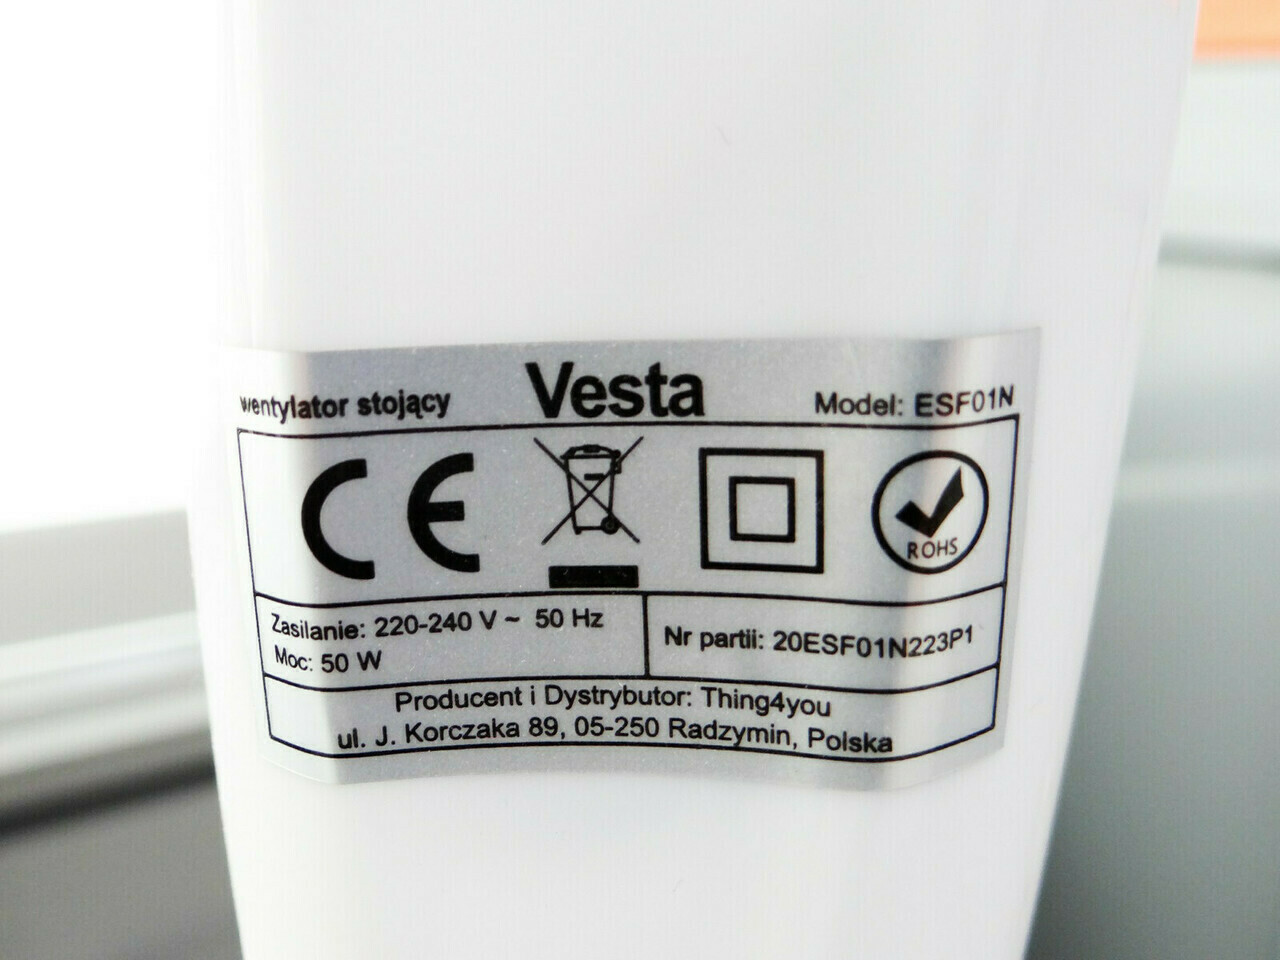 wentylator stojący Vesta Model: ESF01N
CE
ROHS
Zasilanie: 220-240 V ~ 50 Hz
Moc: 50 W
Nr partii: 20ESF01N223P1
Producent i Dystrybutor: Thing4you
ul. J. Korczaka 89, 05-250 Radzymin, Polska